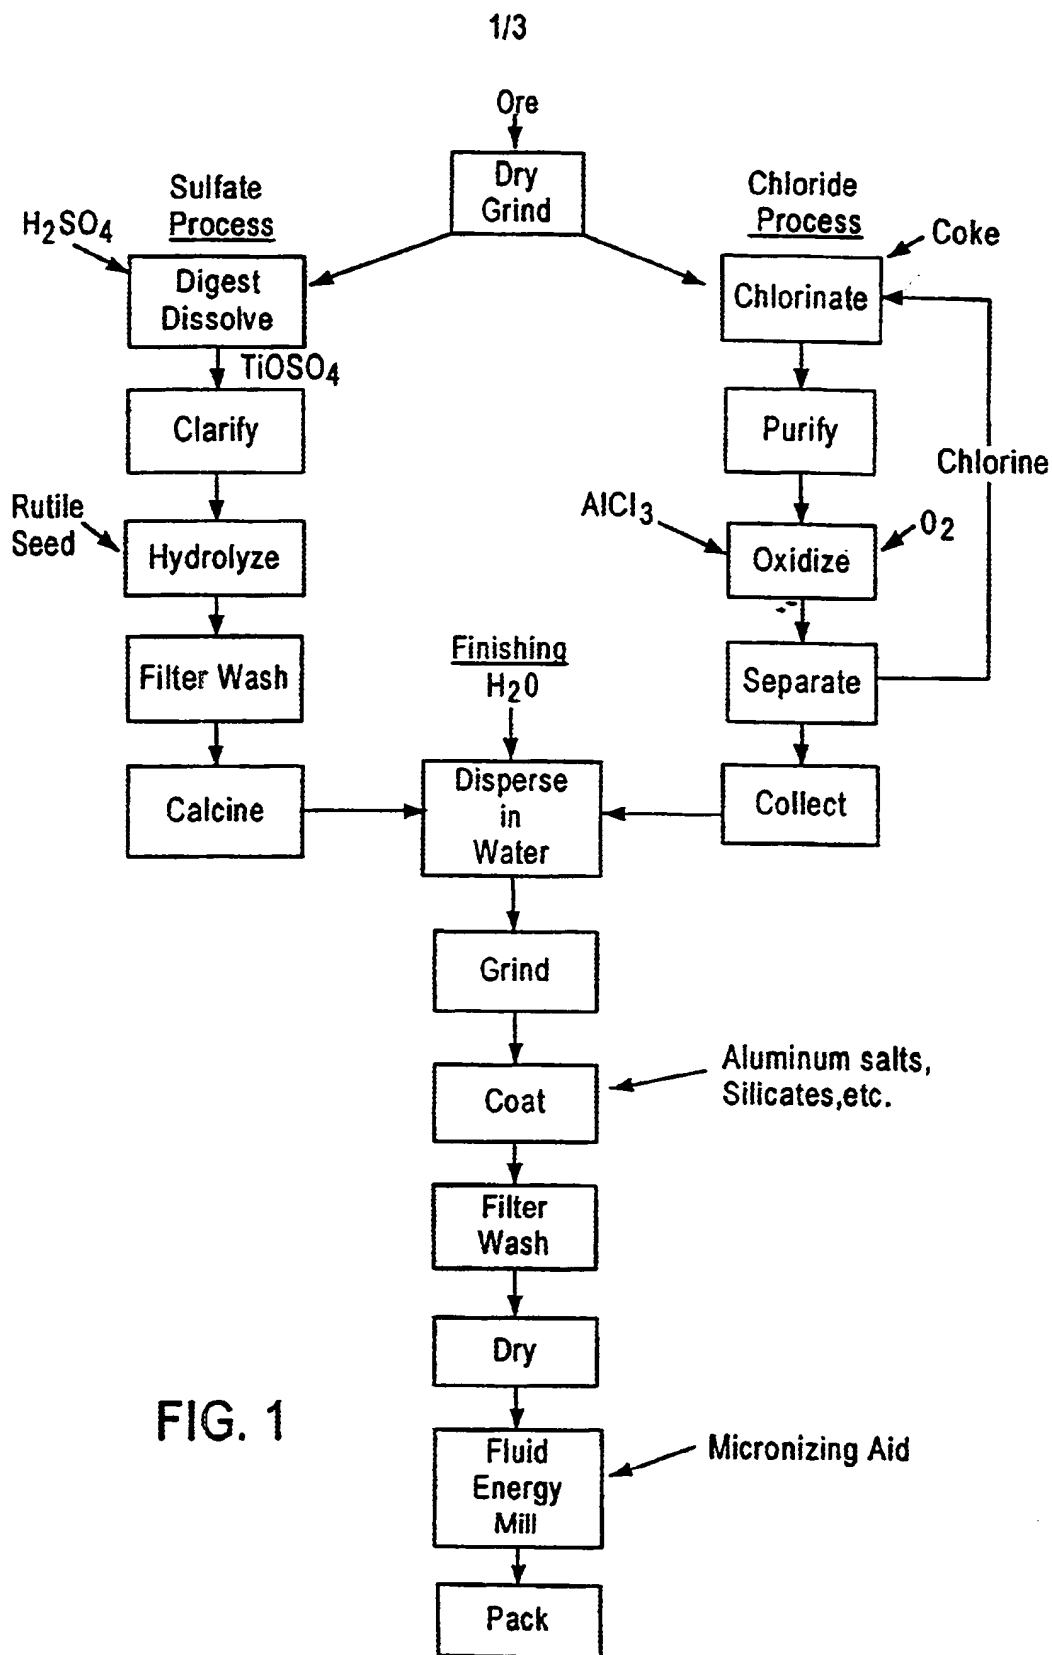 1/3
Ore
Dry
Grind
Sulfate
Process
H₂SO₄
Digest
Dissolve
TiOSO₄
Clarify
Rutile
Seed
Hydrolyze
Filter Wash
Calcine
Chloride
Process
Coke
Chlorinate
Purify
Chlorine
AlCl₃
O₂
Oxidize
Separate
Collect
Finishing
H₂0
Disperse
in
Water
Grind
Coat
Aluminum salts,
Silicates,etc.
Filter
Wash
Dry
Fluid
Energy
Mill
Micronizing Aid
Pack
FIG. 1